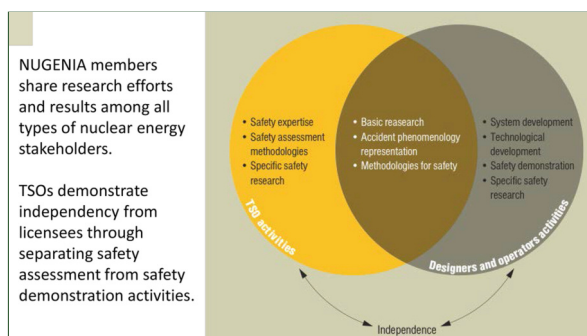 NUGENIA members
share research efforts
and results among all
types of nuclear energy
stakeholders.
TSOs demonstrate
independency from
licensees through
separating safety
assessment from safety
demonstration activities.
• Safety expertise
• Safety assessment
methodologies
• Specific safety
research
TSO activities
• Basic reasearch
• Accident phenomenology
representation
• Methodologies for safety
• System development
• Technological
development
• Safety demonstration
• Specific safety
research
Designers and operators activities
Independence